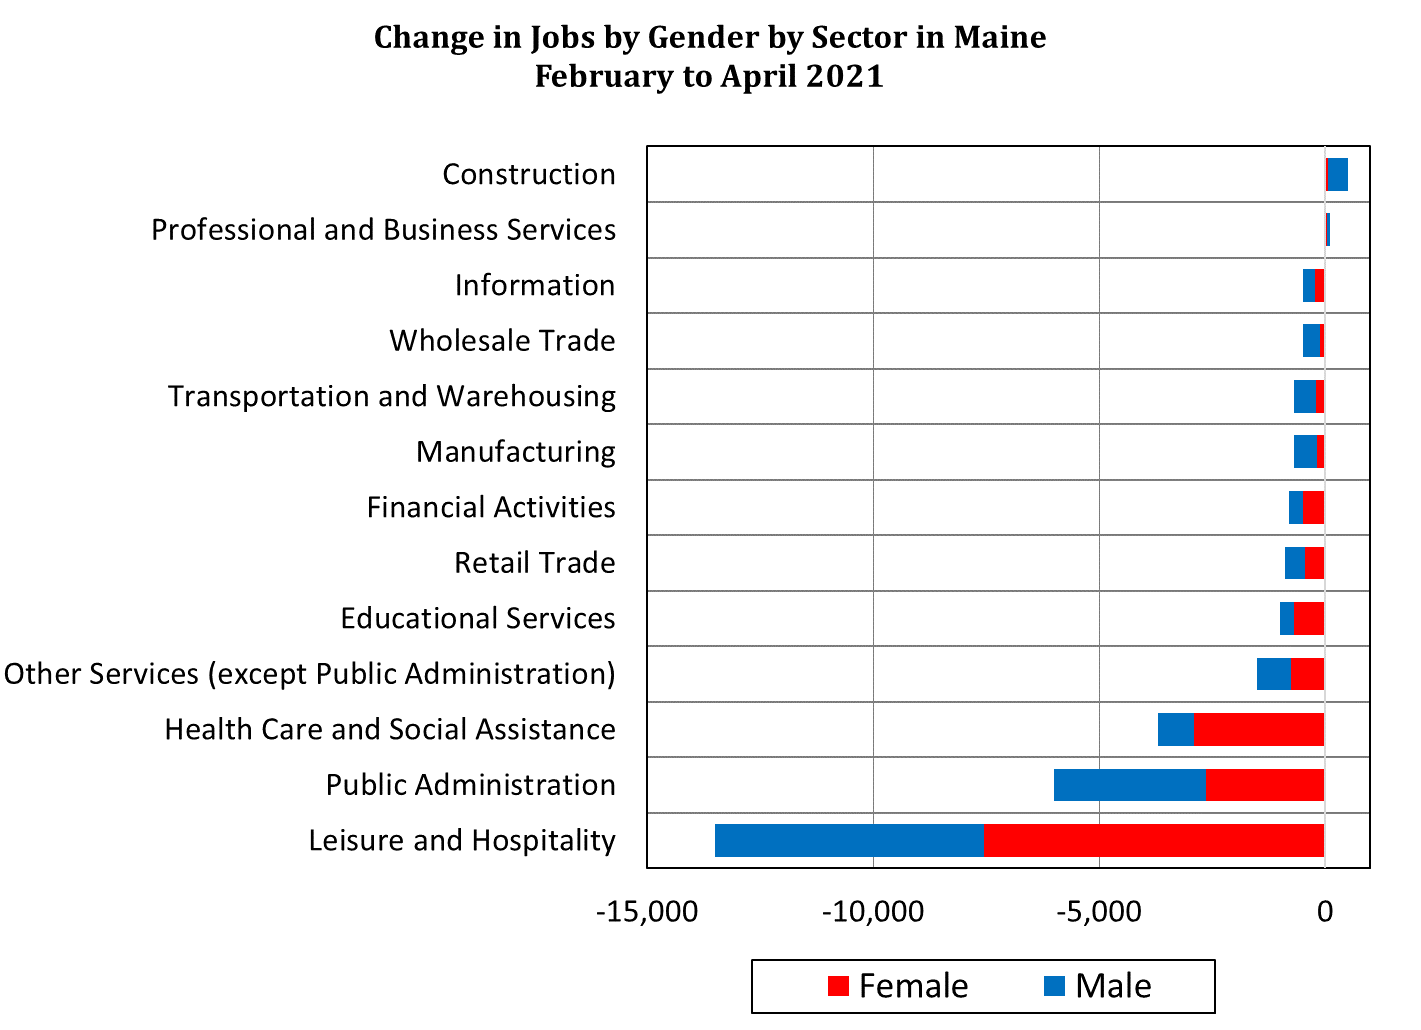 Change in Jobs by Gender by Sector in Maine
February to April 2021
Construction
Professional and Business Services
Information
Wholesale Trade
Transportation and Warehousing
Manufacturing
Financial Activities
Retail Trade
Educational Services
Other Services (except Public Administration)
Health Care and Social Assistance
Public Administration
Leisure and Hospitality
-15,000 -10,000 -5,000 0
Female Male